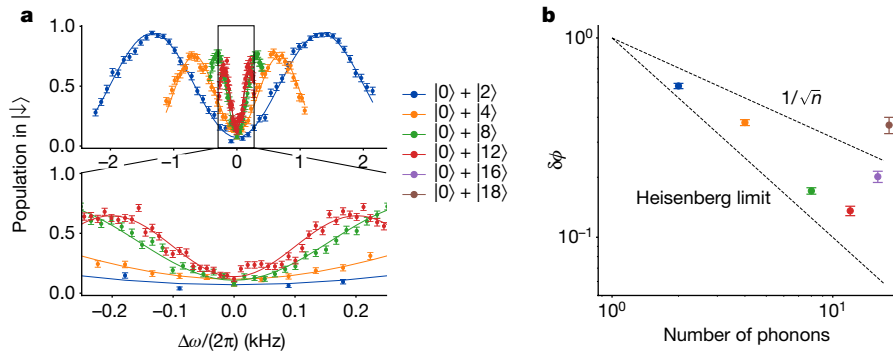 a
Population in |↓⟩
1.0
0.5
0.0
−2
−1
0
1
2
1.0
0.5
0.0
−0.2
−0.1
0.0
0.1
0.2
Δω/(2π) (kHz)
|0⟩ + |2⟩
|0⟩ + |4⟩
|0⟩ + |8⟩
|0⟩ + |12⟩
|0⟩ + |16⟩
|0⟩ + |18⟩
b
δϕ
10⁰
10⁻¹
1/√n
Heisenberg limit
10⁰
10¹
Number of phonons